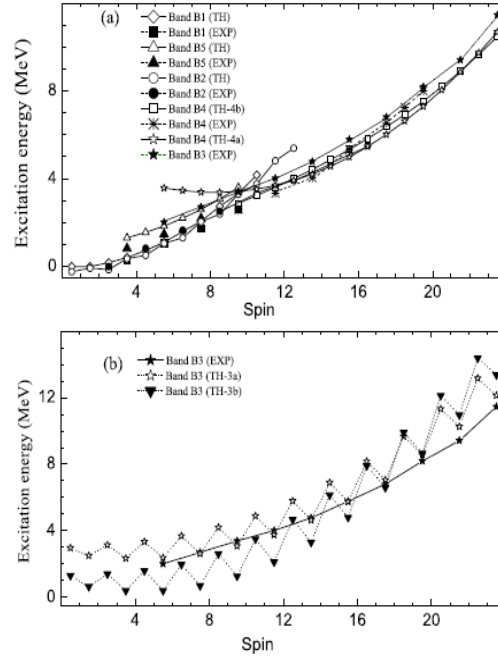 (a)
Band B1 (TH)
Band B1 (EXP)
Band B5 (TH)
Band B5 (EXP)
Band B2 (TH)
Band B2 (EXP)
Band B4 (TH-4b)
Band B4 (EXP)
Band B4 (TH-4a)
Band B3 (EXP)
Excitation energy (MeV)
12
8
4
0
4 8 12 16 20
Spin
(b)
Band B3 (EXP)
Band B3 (TH-3a)
Band B3 (TH-3b)
Excitation energy (MeV)
12
8
4
0
4 8 12 16 20
Spin